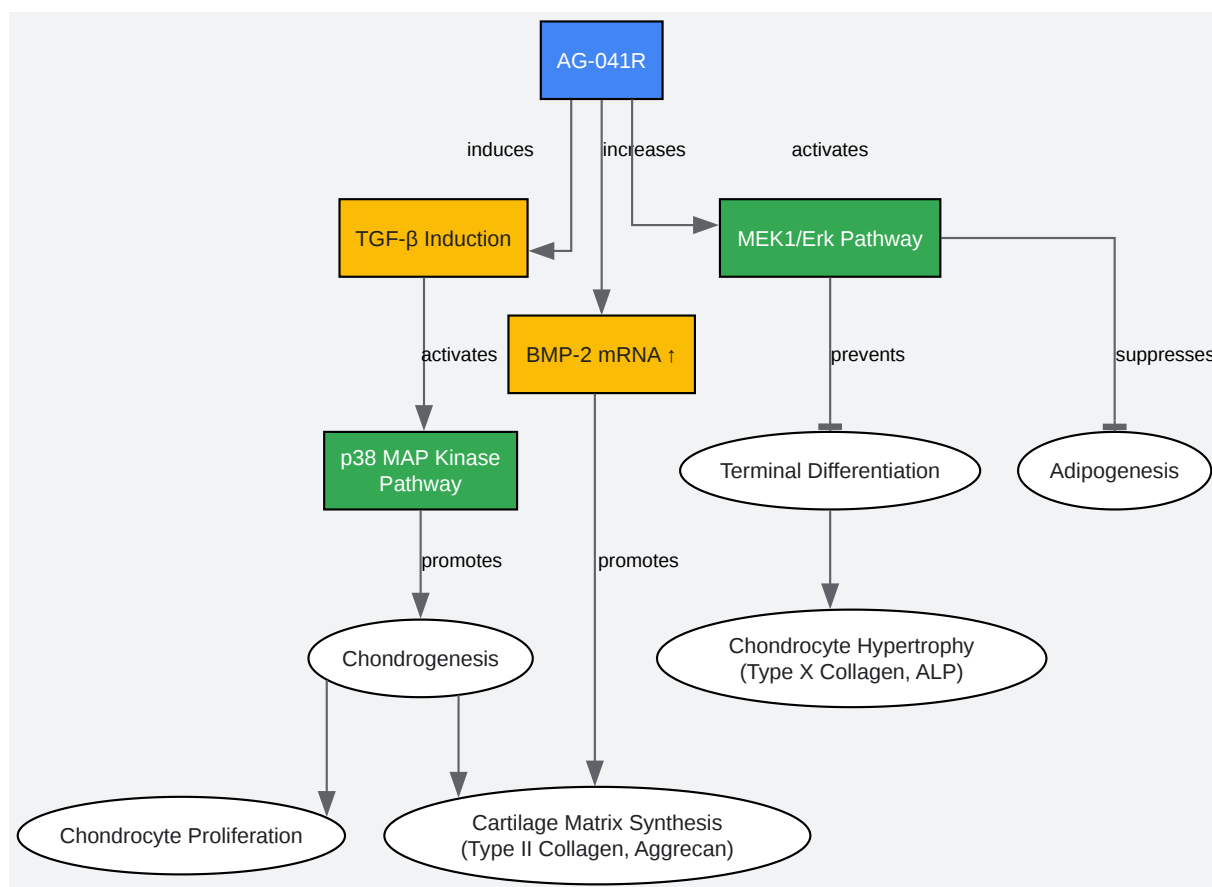 AG-041R
induces
increases
activates
TGF-β Induction
MEK1/Erk Pathway
activates
BMP-2 mRNA ↑
prevents
suppresses
p38 MAP Kinase
Pathway
Terminal Differentiation
Adipogenesis
promotes
promotes
Chondrogenesis
Chondrocyte Hypertrophy
(Type X Collagen, ALP)
Chondrocyte Proliferation
Cartilage Matrix Synthesis
(Type II Collagen, Aggrecan)